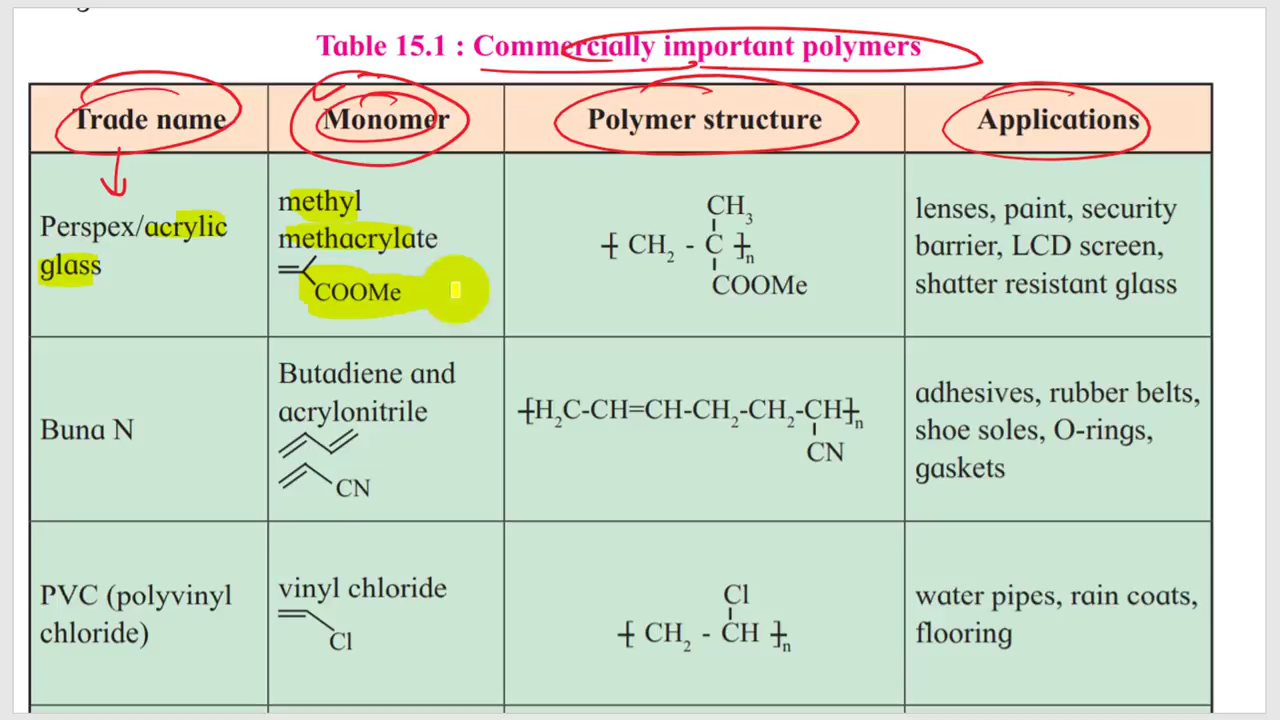 Table 15.1 : Commercially important polymers
Trade name
Monomer
Polymer structure
Applications
Perspex/acrylic
glass
methyl
methacrylate
COOMe
CH₃
-[ CH₂ - C ]-n
COOMe
lenses, paint, security
barrier, LCD screen,
shatter resistant glass
Buna N
Butadiene and
acrylonitrile
CN
-[H₂C-CH=CH-CH₂-CH₂-CH]-n
CN
adhesives, rubber belts,
shoe soles, O-rings,
gaskets
PVC (polyvinyl
chloride)
vinyl chloride
Cl
Cl
-[ CH₂ - CH ]-n
water pipes, rain coats,
flooring